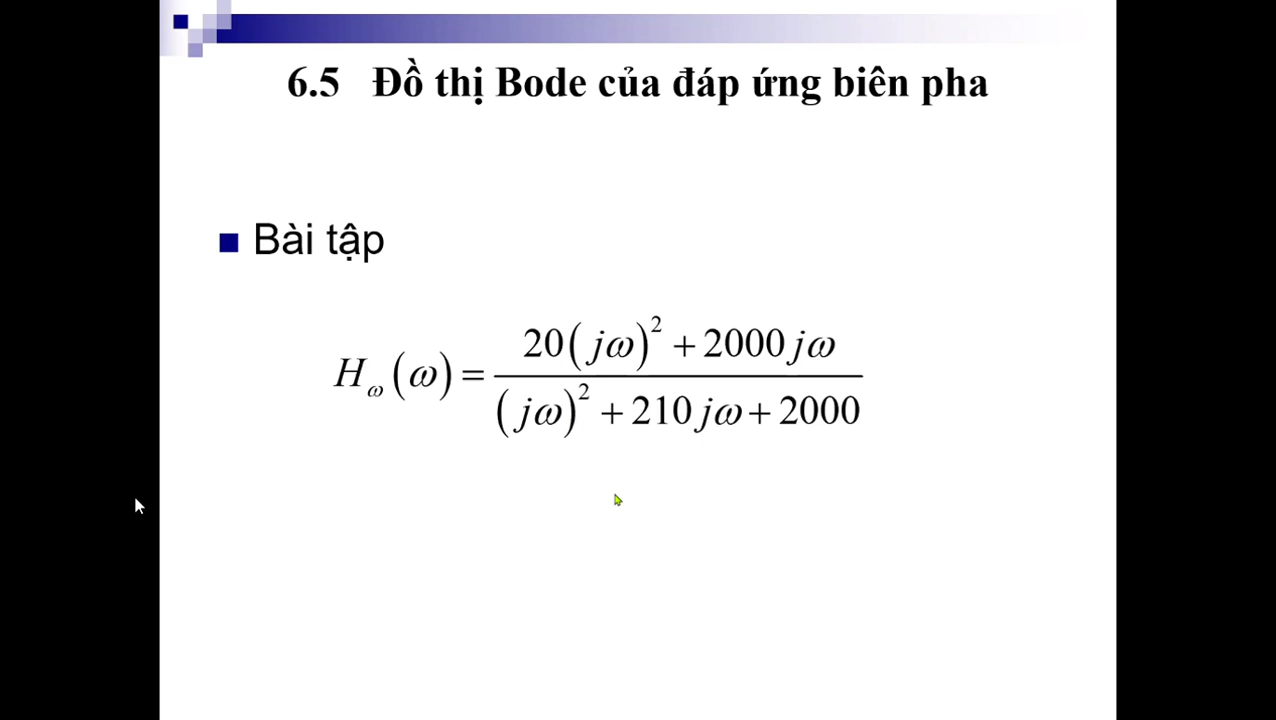 6.5 Đồ thị Bode của đáp ứng biên pha
Bài tập
H_ω(ω) = (20(jω)² + 2000jω) / ((jω)² + 210jω + 2000)